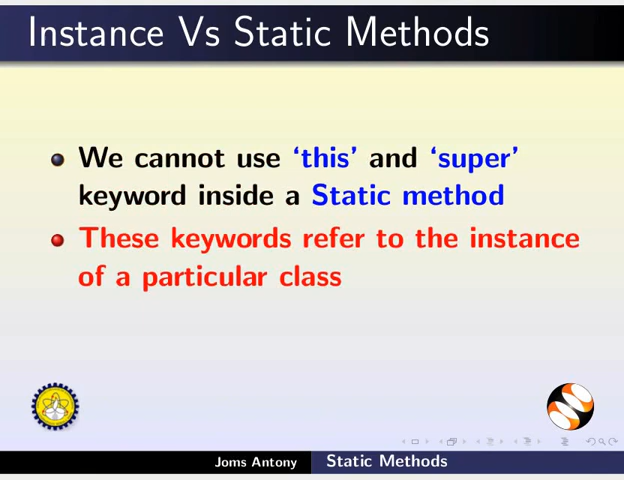 Instance Vs Static Methods
We cannot use ‘this’ and ‘super’
keyword inside a Static method
These keywords refer to the instance
of a particular class
Joms Antony Static Methods